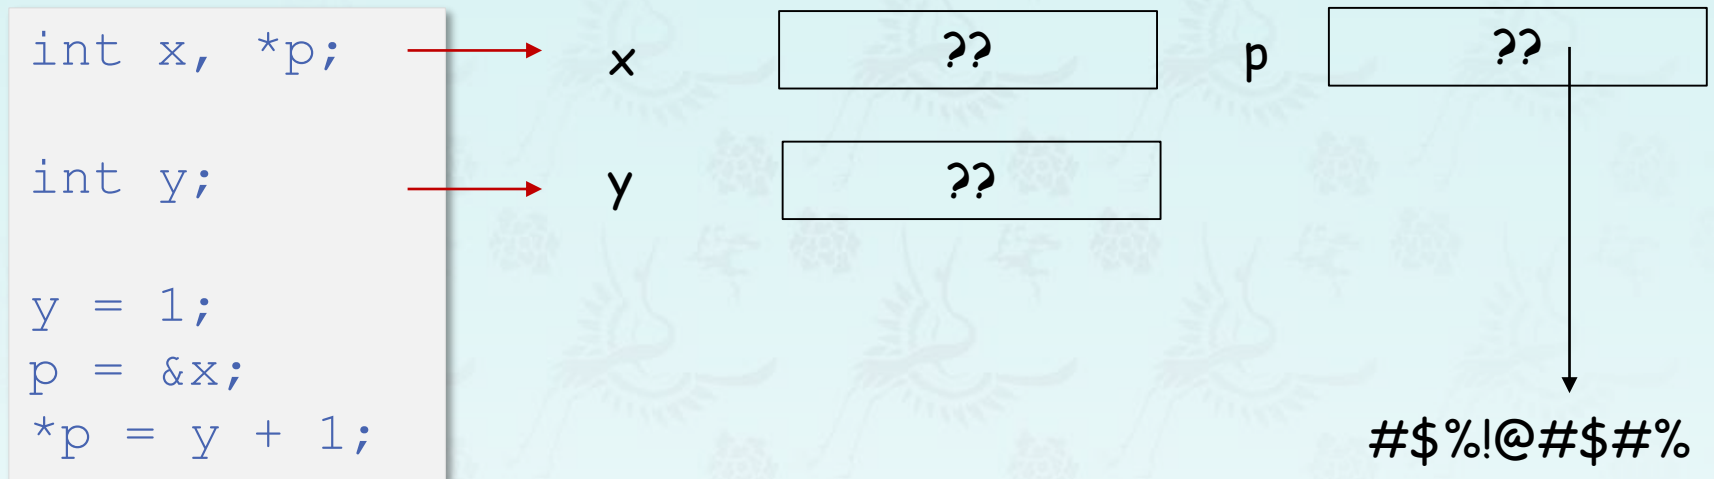 int x, *p;
x ?? p ??
int y;
y ??
y = 1;
p = &x;
*p = y + 1;
#$%!@#$#%